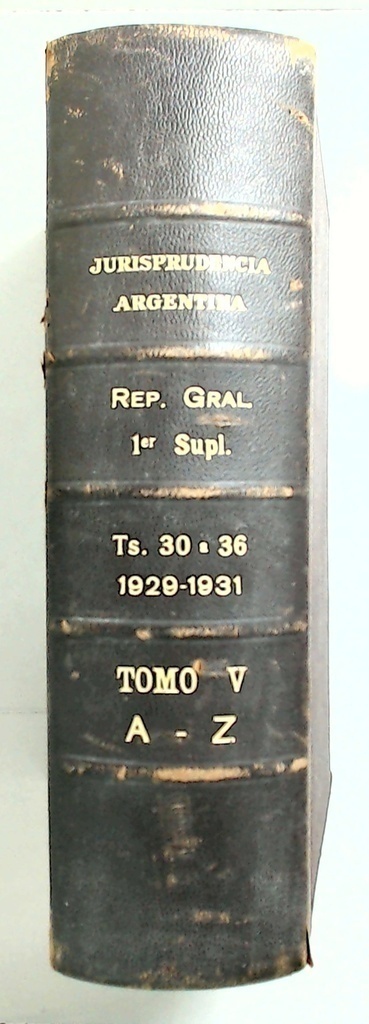 JURISPRUDENCIA
ARGENTINA
REP. GRAL.
1er Supl.
Ts. 30 a 36
1929-1931
TOMO V
A - Z